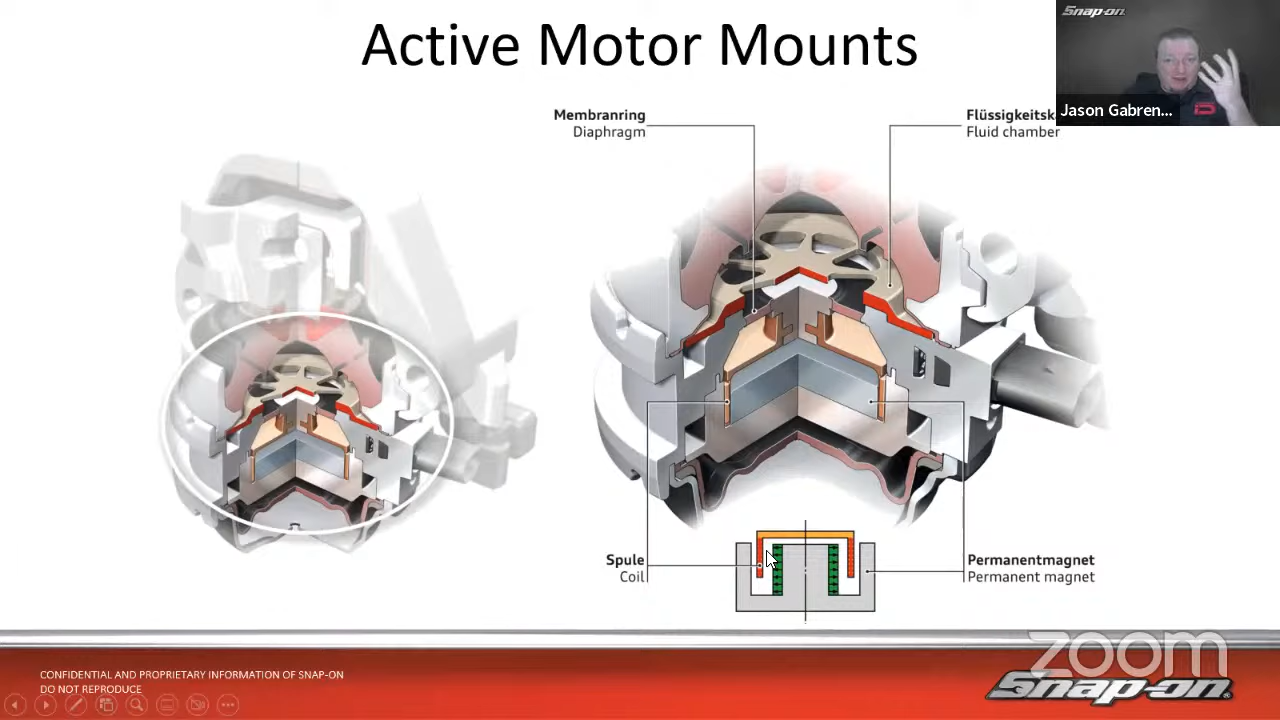 Active Motor Mounts
Snap-on
Jason Gabren...
Membranring
Diaphragm
Fluid chamber
Spule
Coil
Permanentmagnet
Permanent magnet
CONFIDENTIAL AND PROPRIETARY INFORMATION OF SNAP-ON
DO NOT REPRODUCE
zoom
Snap-on